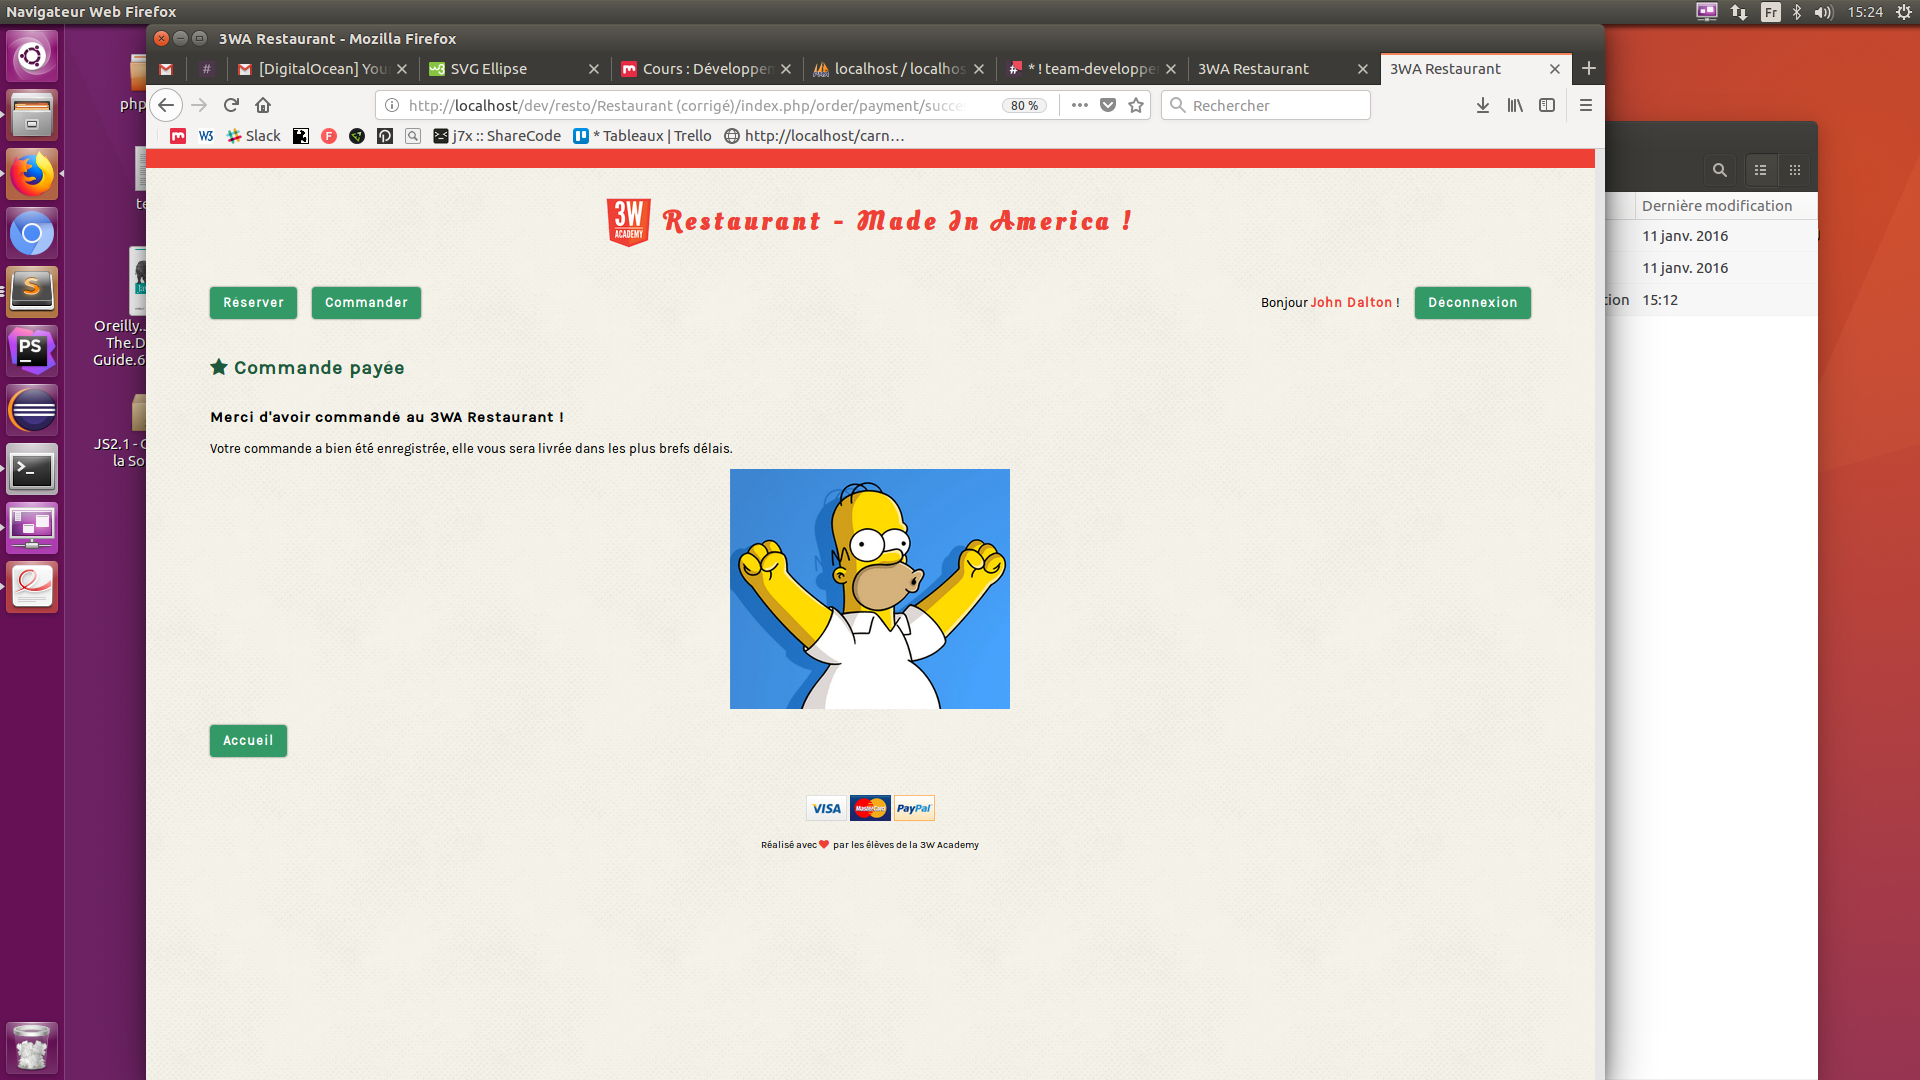 Navigateur Web Firefox
Fr
15:24
3WA Restaurant - Mozilla Firefox
#
[DigitalOcean] You
SVG Ellipse
Cours : Développem
localhost / localhos
* ! team-developpe
3WA Restaurant
3WA Restaurant
http://localhost/dev/resto/Restaurant (corrigé)/index.php/order/payment/succe
80 %
Rechercher
W3
Slack
j7x :: ShareCode
* Tableaux | Trello
http://localhost/carn…
3W
ACADEMY
Restaurant - Made In America !
Réserver
Commander
Bonjour John Dalton !
Déconnexion
Commande payée
Merci d'avoir commandé au 3WA Restaurant !
Votre commande a bien été enregistrée, elle vous sera livrée dans les plus brefs délais.
Accueil
VISA
MasterCard
PayPal
Réalisé avec par les élèves de la 3W Academy
Dernière modification
11 janv. 2016
11 janv. 2016
tion
15:12
php
te
Oreilly..
The.D
Guide.6
JS2.1 - C
la So
PS